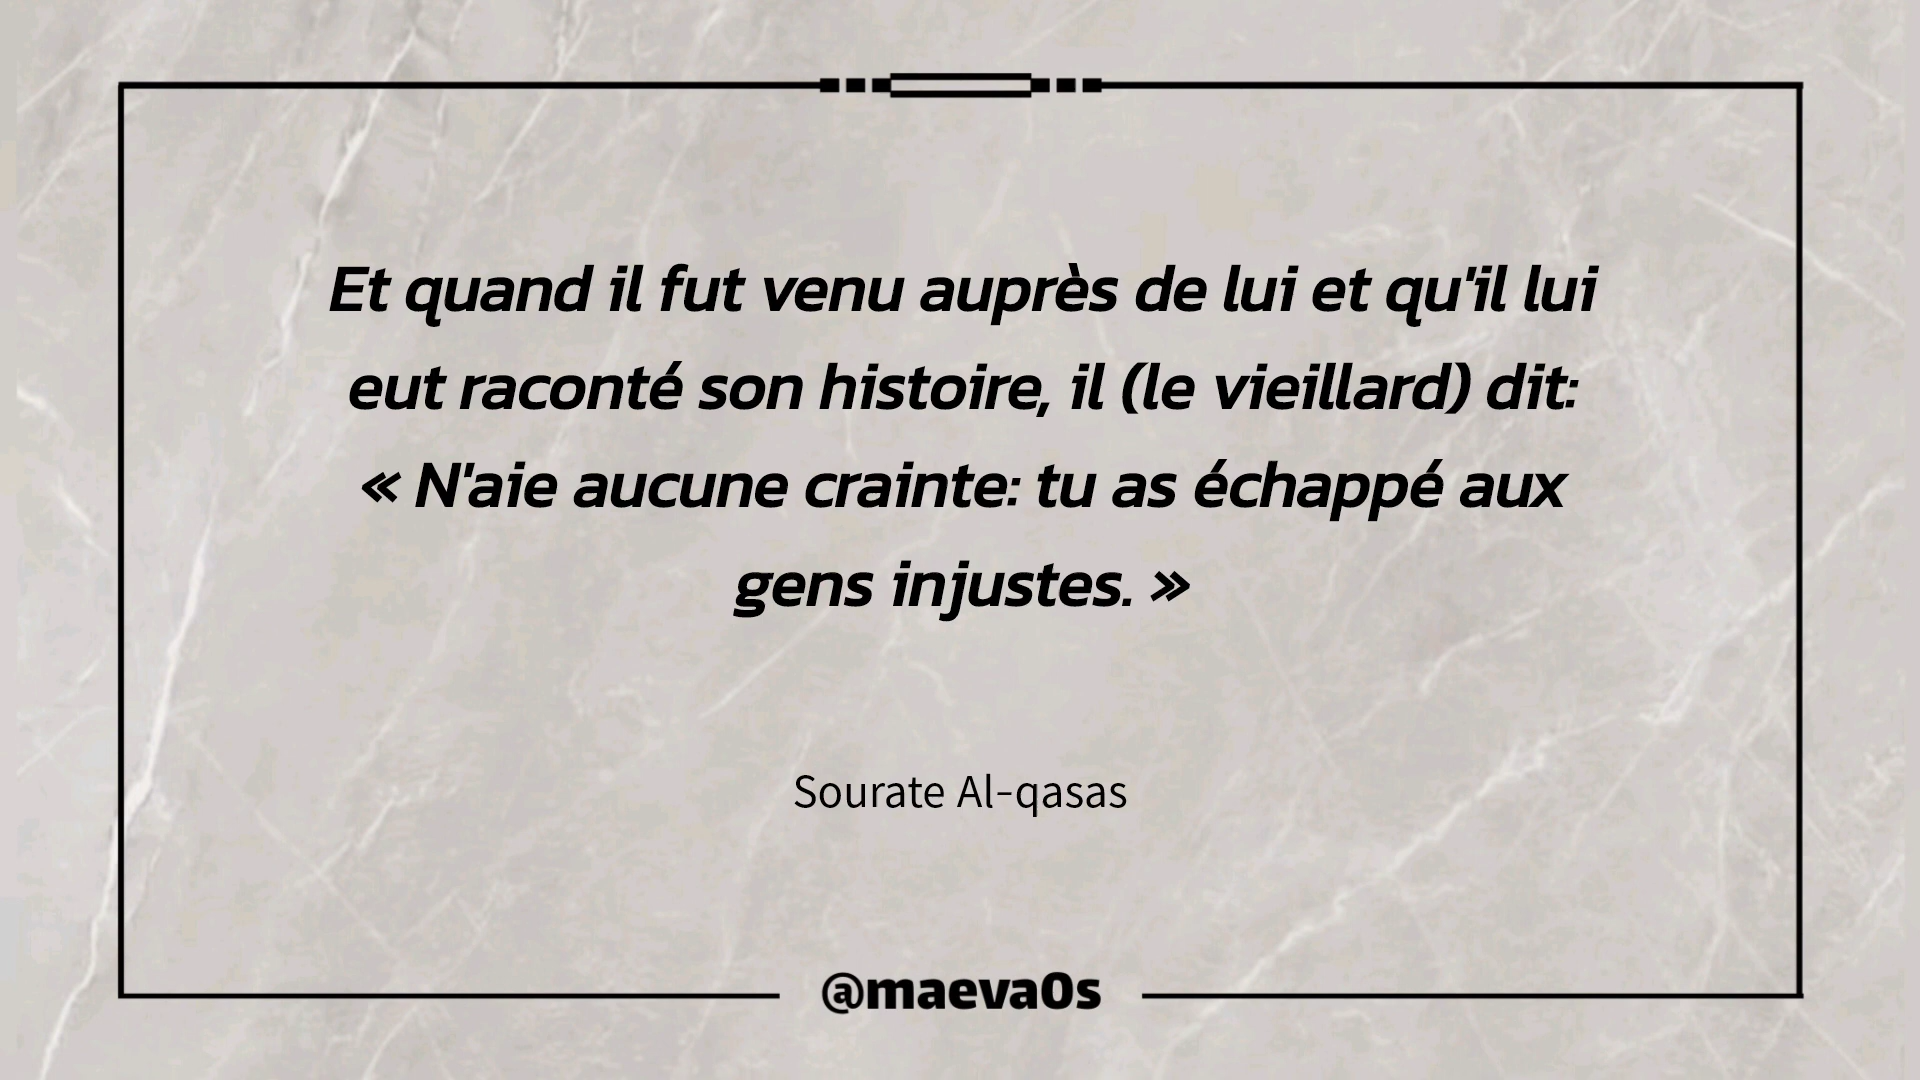 Et quand il fut venu auprès de lui et qu'il lui
eut raconté son histoire, il (le vieillard) dit:
« N'aie aucune crainte: tu as échappé aux
gens injustes. »
Sourate Al-qasas
@maeva0s